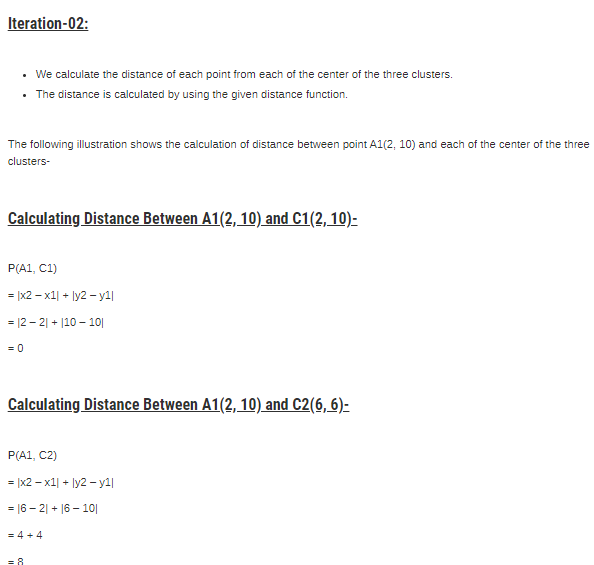 Iteration-02:
• We calculate the distance of each point from each of the center of the three clusters.
• The distance is calculated by using the given distance function.
The following illustration shows the calculation of distance between point A1(2, 10) and each of the center of the three
clusters-
Calculating Distance Between A1(2, 10) and C1(2, 10)-
Ρ(A1, C1)
= |x2 – x1| + |y2 – y1|
= |2 – 2| + |10 – 10|
= 0
Calculating Distance Between A1(2, 10) and C2(6, 6)-
Ρ(A1, C2)
= |x2 – x1| + |y2 – y1|
= |6 – 2| + |6 – 10|
= 4 + 4
= 8